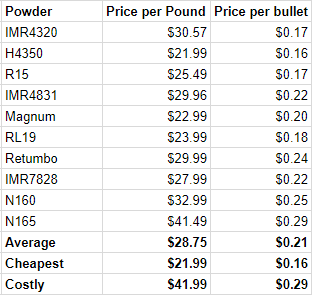 Powder Price per Pound Price per bullet
IMR4320 $30.57 $0.17
H4350 $21.99 $0.16
R15 $25.49 $0.17
IMR4831 $29.96 $0.22
Magnum $22.99 $0.20
RL19 $23.99 $0.18
Retumbo $29.99 $0.24
IMR7828 $27.99 $0.22
N160 $32.99 $0.25
N165 $41.49 $0.29
Average $28.75 $0.21
Cheapest $21.99 $0.16
Costly $41.99 $0.29